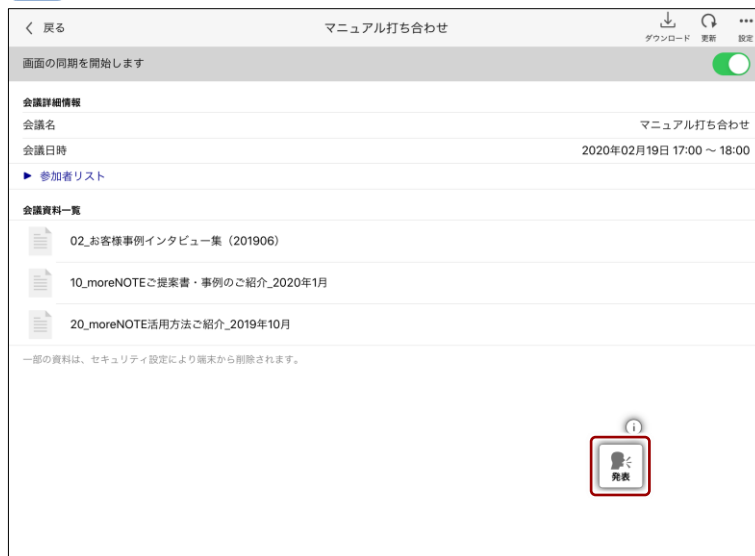 戻る
マニュアル打ち合わせ
ダウンロード 更新 設定
画面の同期を開始します
会議詳細情報
会議名 マニュアル打ち合わせ
会議日時 2020年02月19日 17:00 ～ 18:00
▶ 参加者リスト
会議資料一覧
02_お客様事例インタビュー集（201906）
10_moreNOTEご提案書・事例のご紹介_2020年1月
20_moreNOTE活用方法ご紹介_2019年10月
一部の資料は、セキュリティ設定により端末から削除されます。
発表